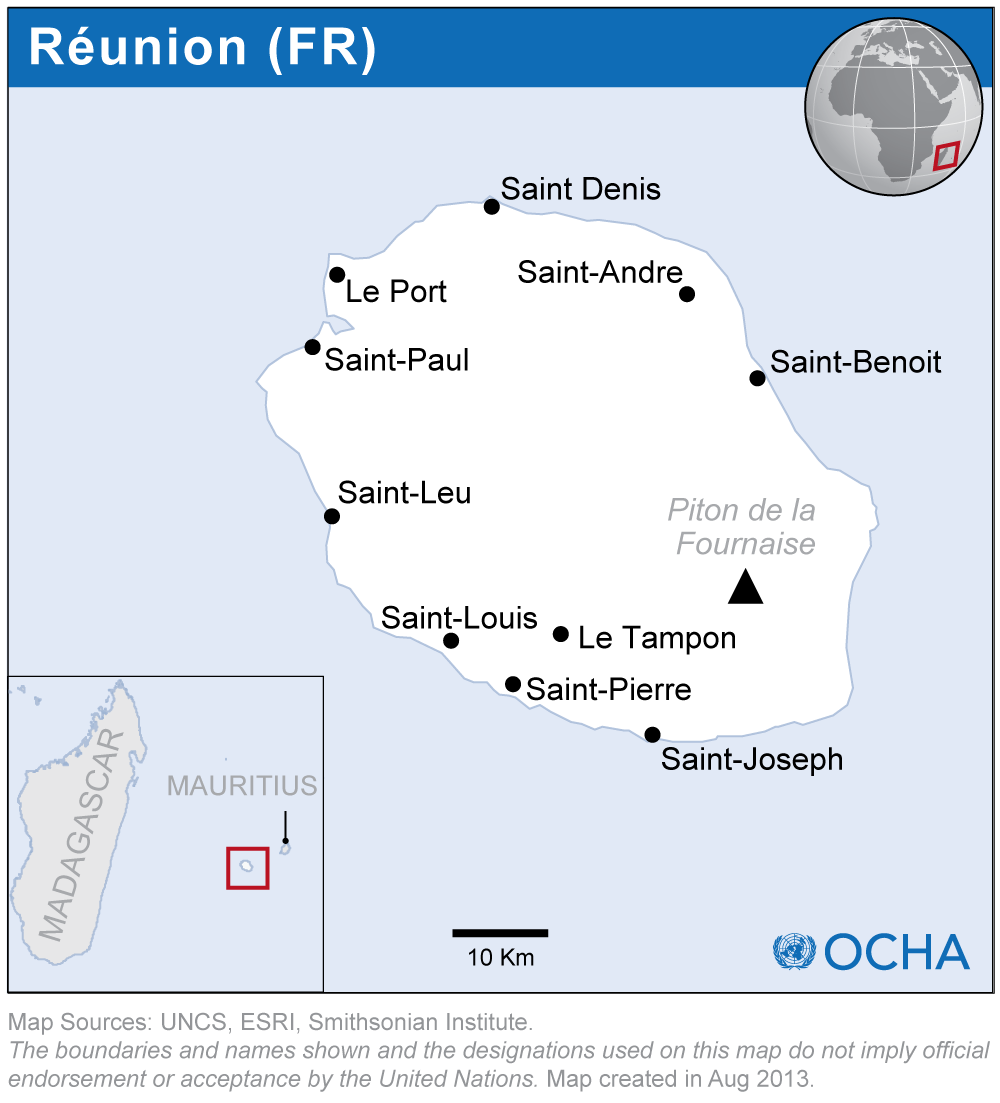 Réunion (FR)
Saint Denis
Saint-Andre
Le Port
Saint-Paul
Saint-Benoit
Saint-Leu
Piton de la
Fournaise
Saint-Louis
Le Tampon
Saint-Pierre
Saint-Joseph
MADAGASCAR
MAURITIUS
10 Km
OCHA
Map Sources: UNCS, ESRI, Smithsonian Institute.
The boundaries and names shown and the designations used on this map do not imply official
endorsement or acceptance by the United Nations. Map created in Aug 2013.